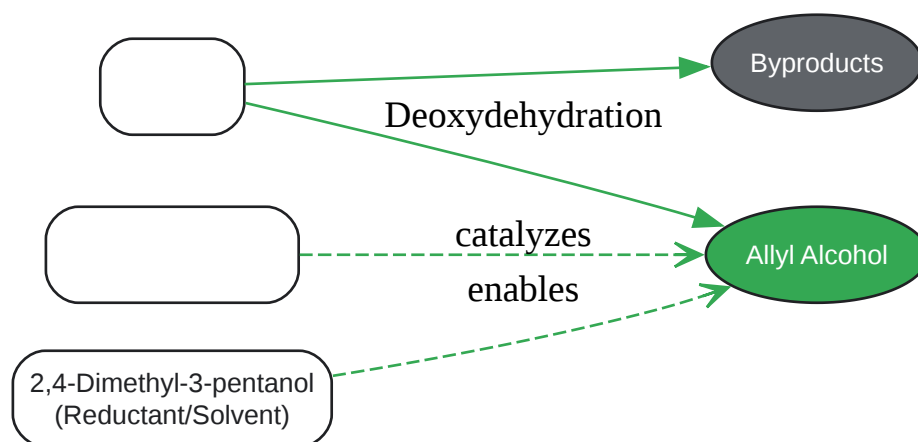 Byproducts
Deoxydehydration
catalyzes
Allyl Alcohol
enables
2,4-Dimethyl-3-pentanol
(Reductant/Solvent)